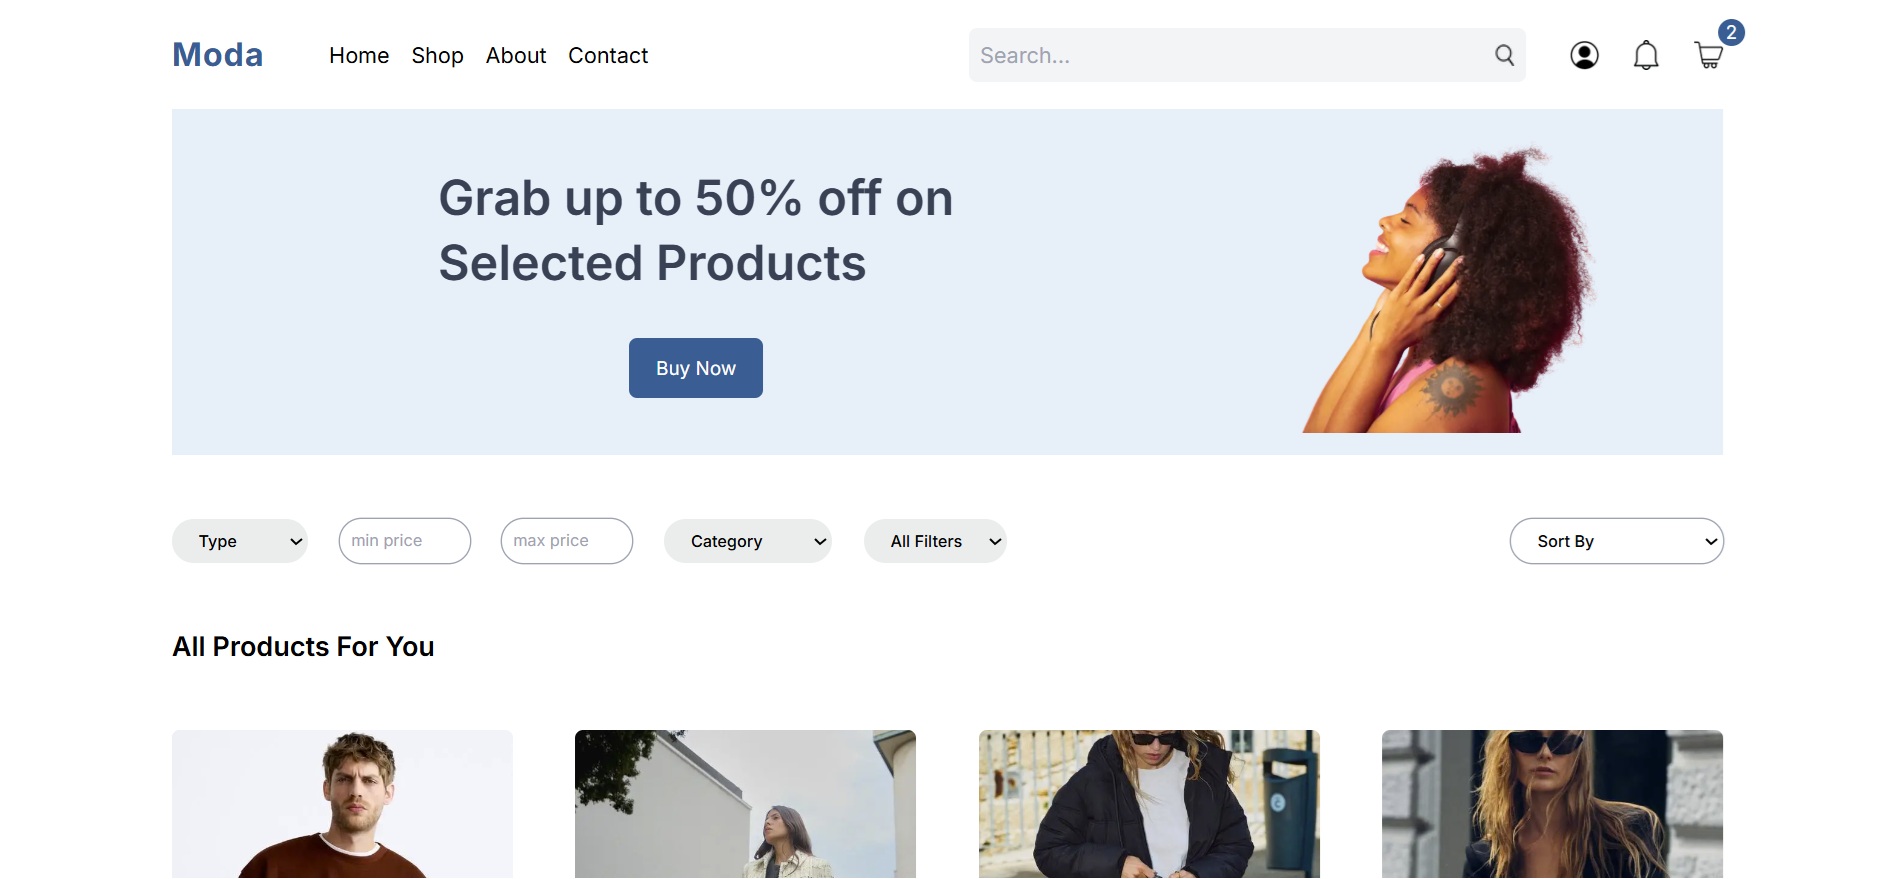 Moda
Home Shop About Contact
Search...
2
Grab up to 50% off on
Selected Products
Buy Now
Type
min price
max price
Category
All Filters
Sort By
All Products For You